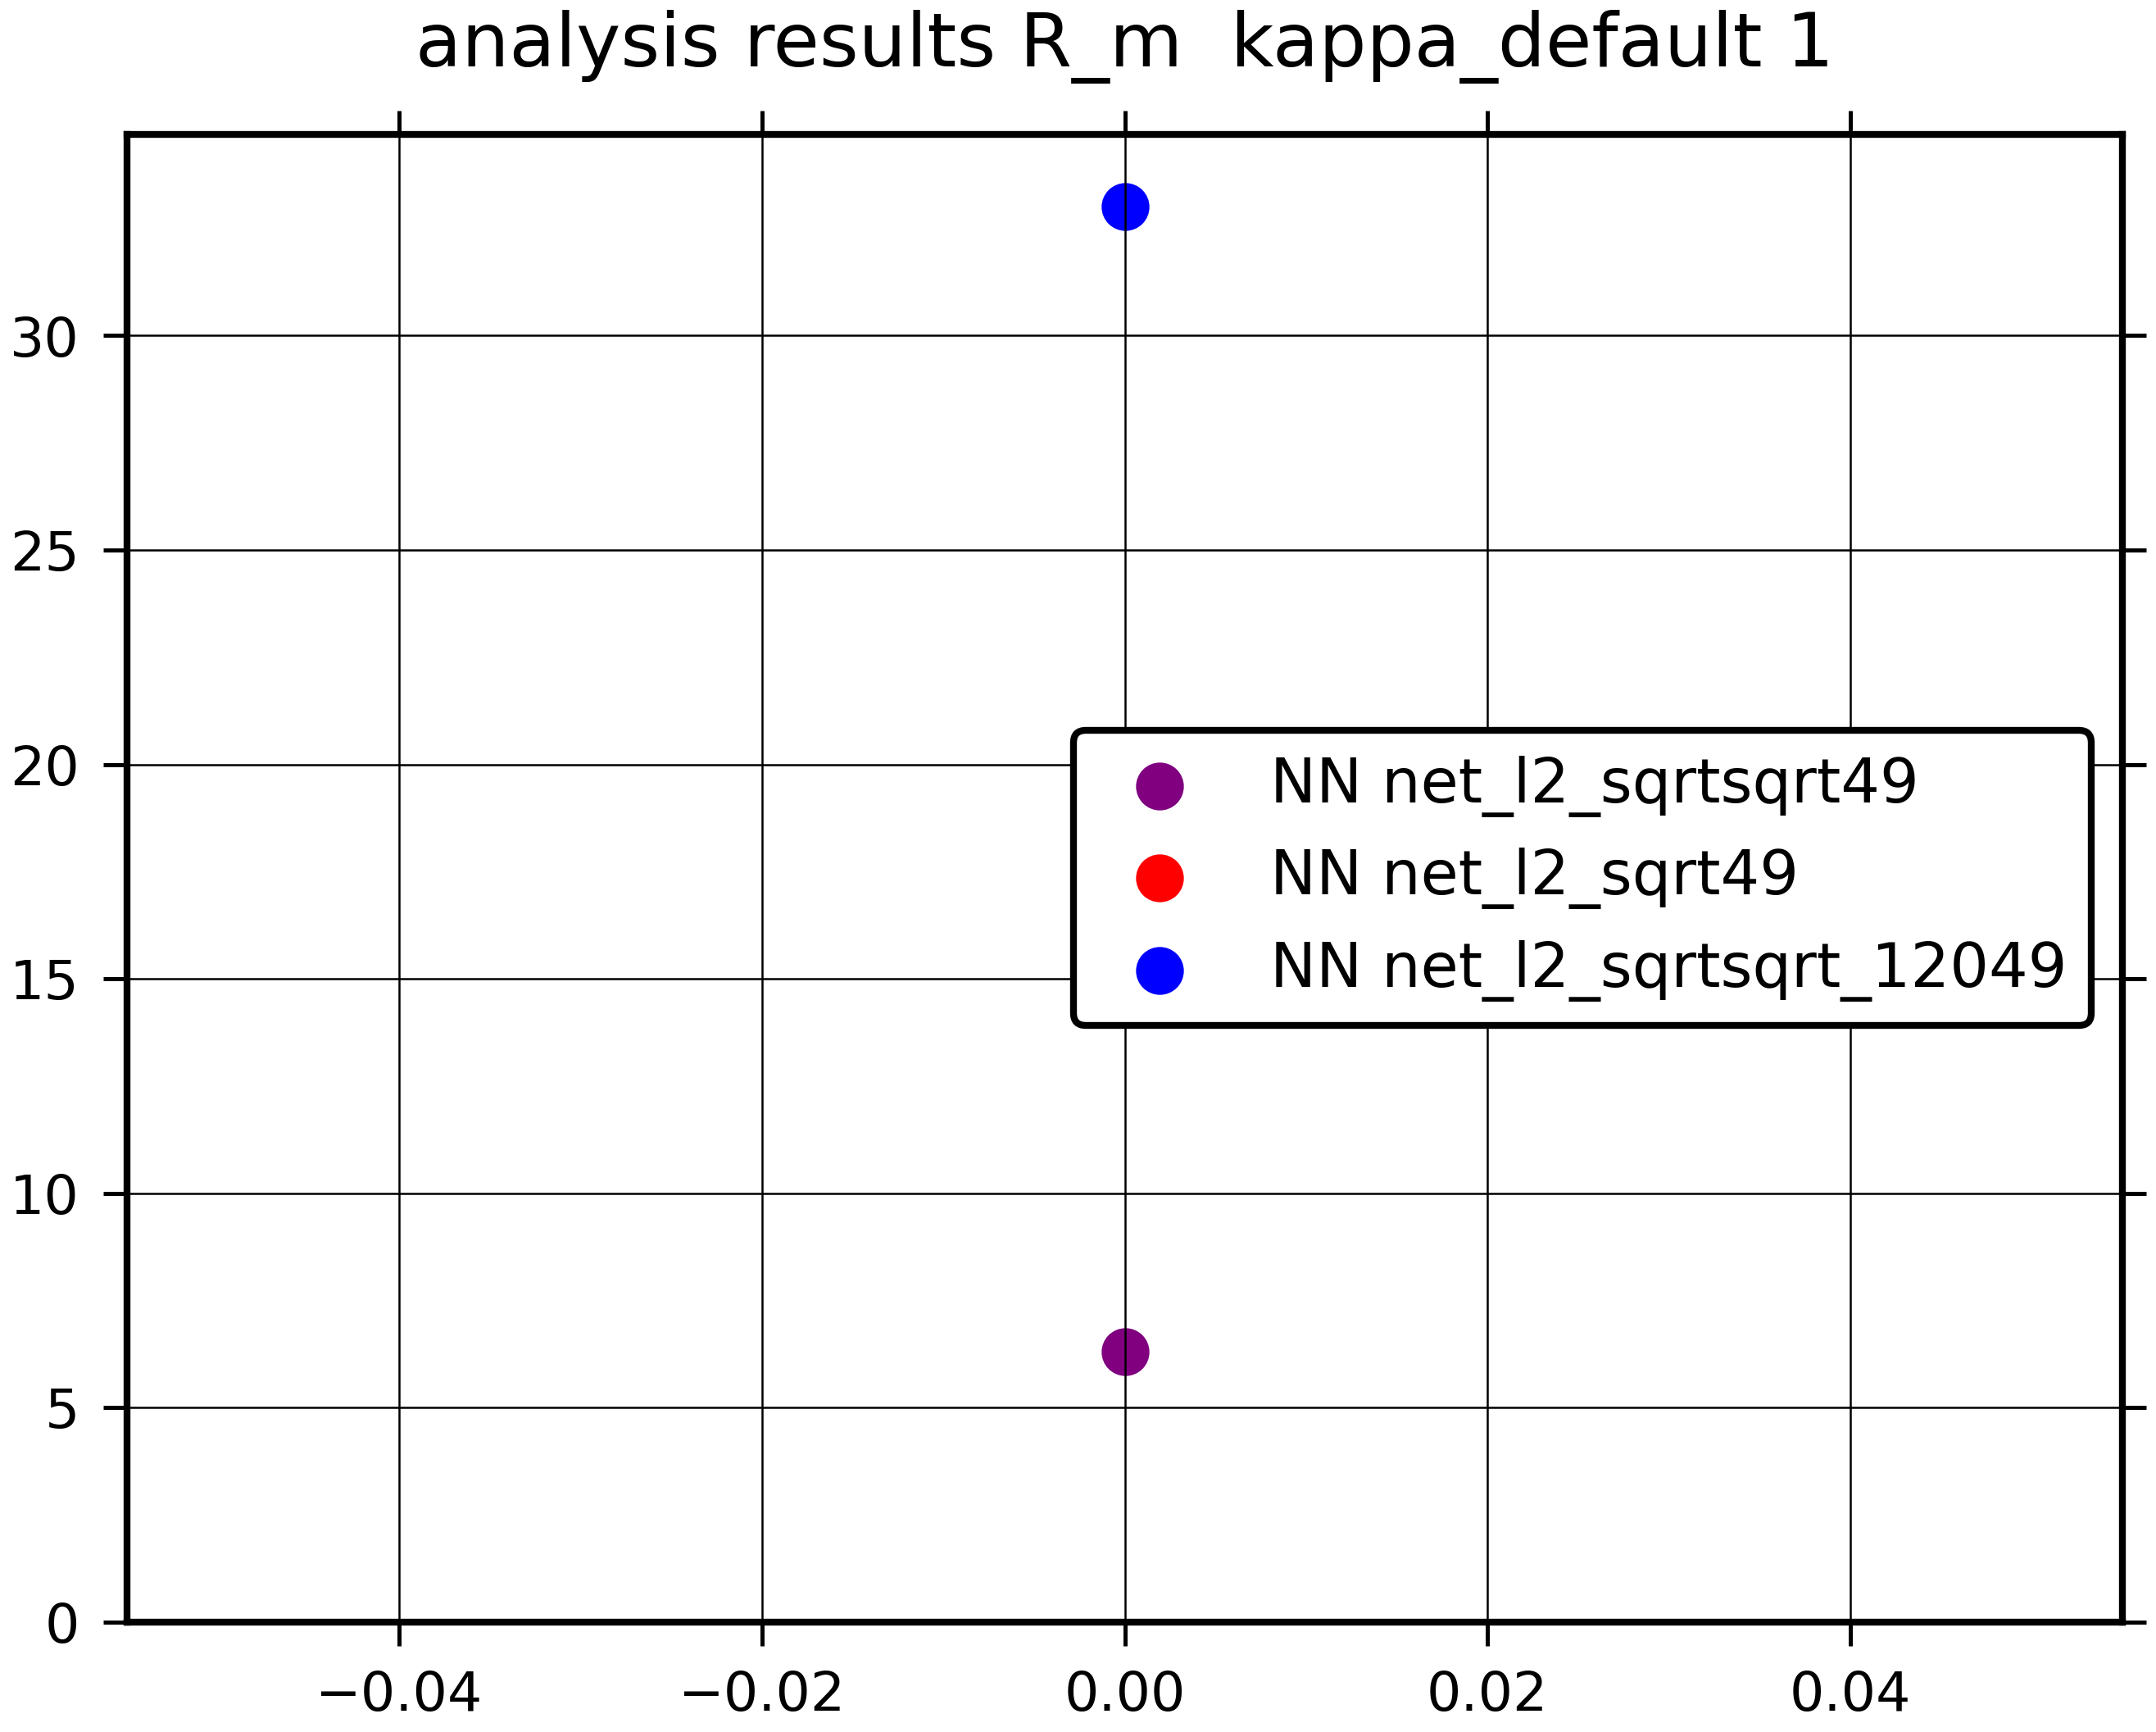 analysis results R_m  kappa_default 1
30
25
20
15
10
5
0
NN net_l2_sqrtsqrt49
NN net_l2_sqrt49
NN net_l2_sqrtsqrt_12049
−0.04 −0.02 0.00 0.02 0.04